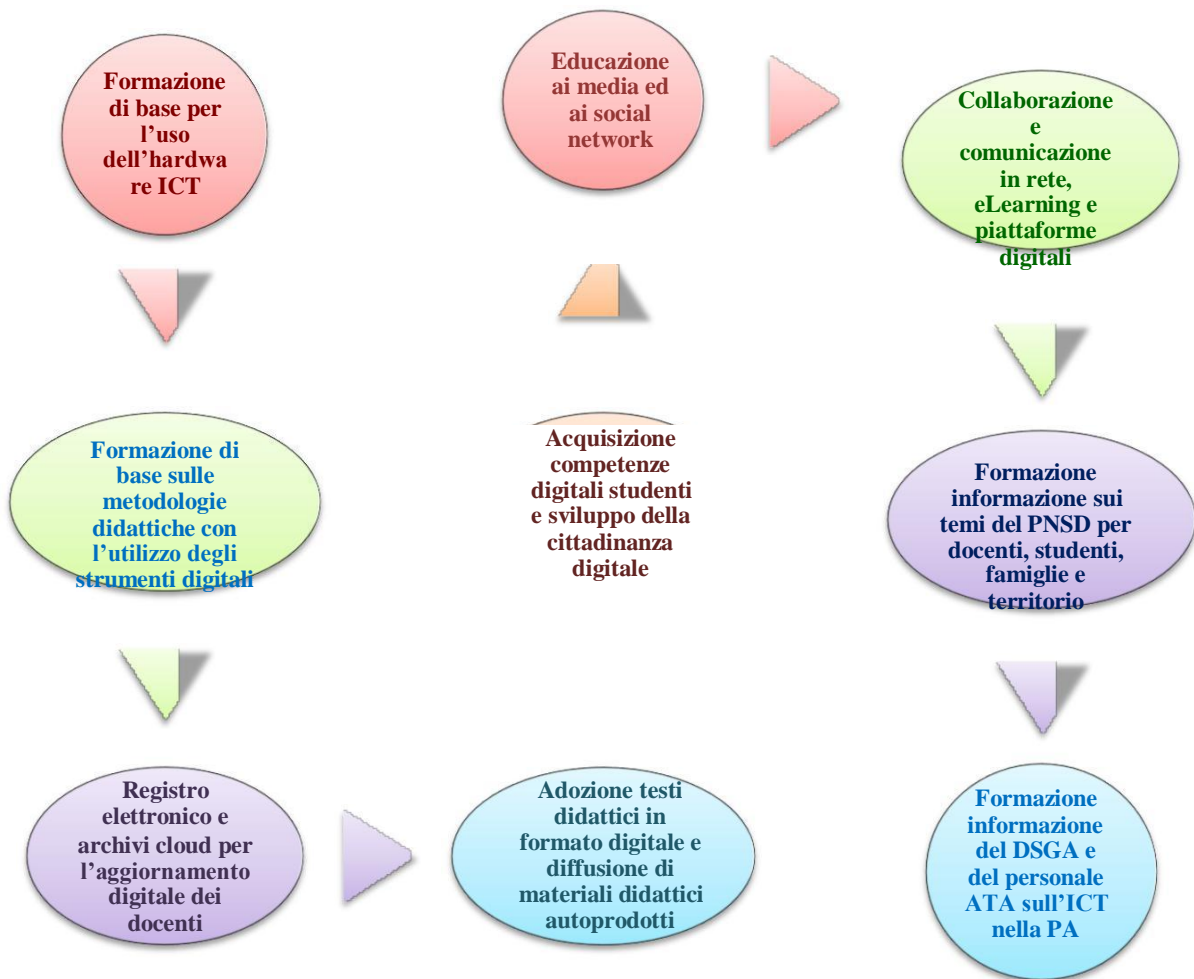 Formazione
di base per
l’uso
dell’hardwa
re ICT
Formazione di
base sulle
metodologie
didattiche con
l’utilizzo degli
strumenti digitali
Registro
elettronico e
archivi cloud per
l’aggiornamento
digitale dei
docenti
Adozione testi
didattici in
formato digitale e
diffusione di
materiali didattici
autoprodotti
Acquisizione
competenze
digitali studenti
e sviluppo della
cittadinanza
digitale
Educazione
ai media ed
ai social
network
Collaborazione
e
comunicazione
in rete,
eLearning e
piattaforme
digitali
Formazione
informazione sui
temi del PNSD per
docenti, studenti,
famiglie e
territorio
Formazione
informazione
del DSGA e
del personale
ATA sull’ICT
nella PA